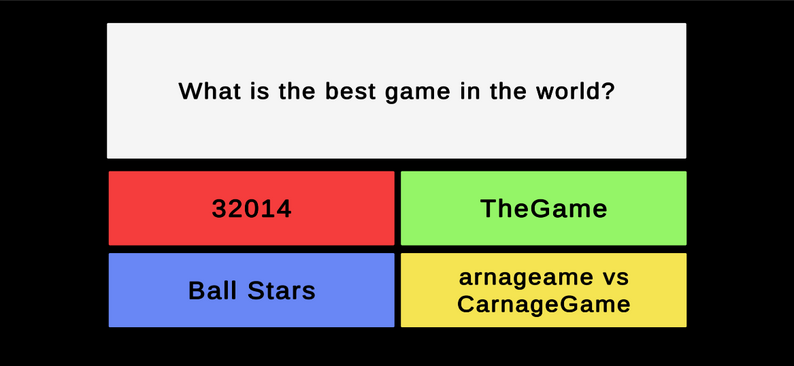 What is the best game in the world?
32014
TheGame
Ball Stars
arnageame vs
CarnageGame